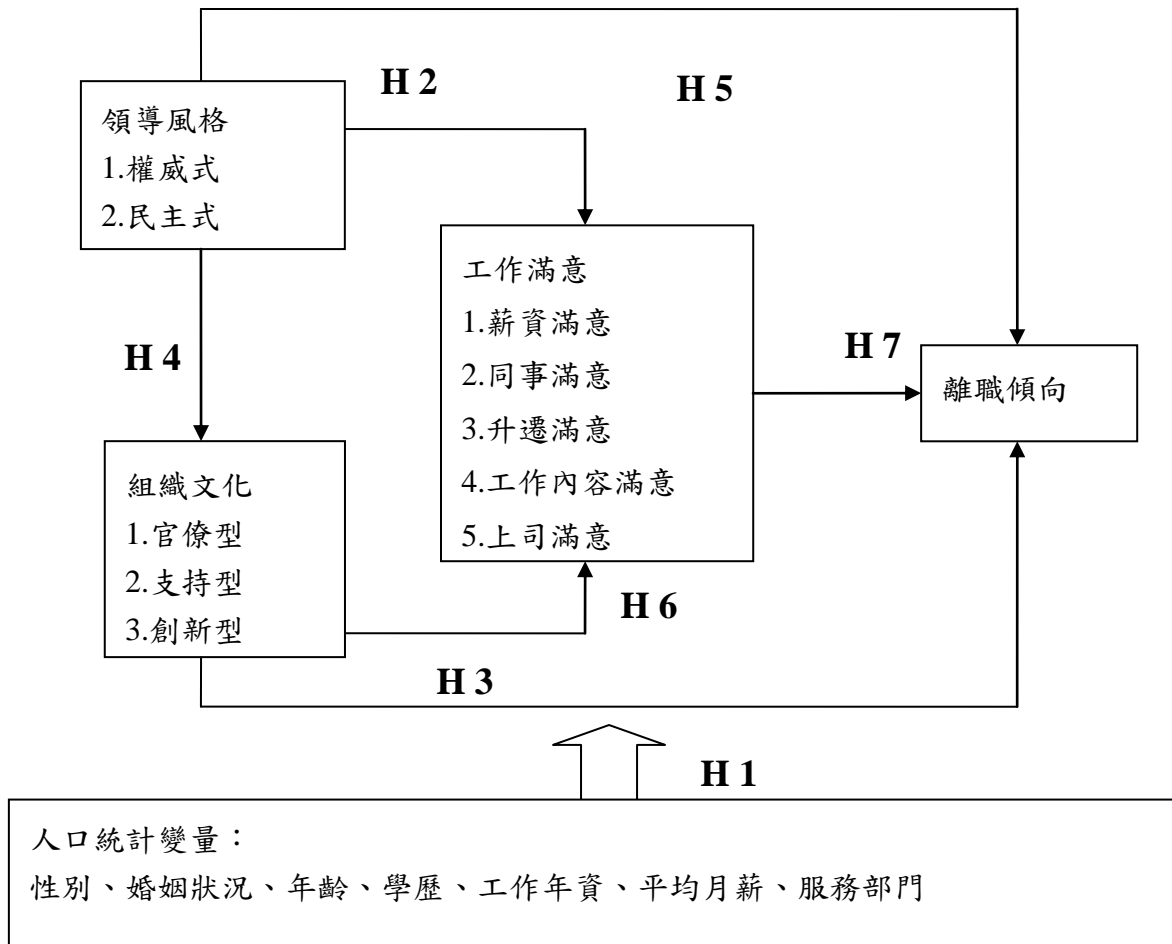 H 2
H 5
領導風格
1.權威式
2.民主式
工作滿意
1.薪資滿意
2.同事滿意
3.升遷滿意
4.工作內容滿意
5.上司滿意
H 4
H 7
離職傾向
組織文化
1.官僚型
2.支持型
3.創新型
H 6
H 3
H 1
人口統計變量：
性別、婚姻狀況、年齡、學歷、工作年資、平均月薪、服務部門